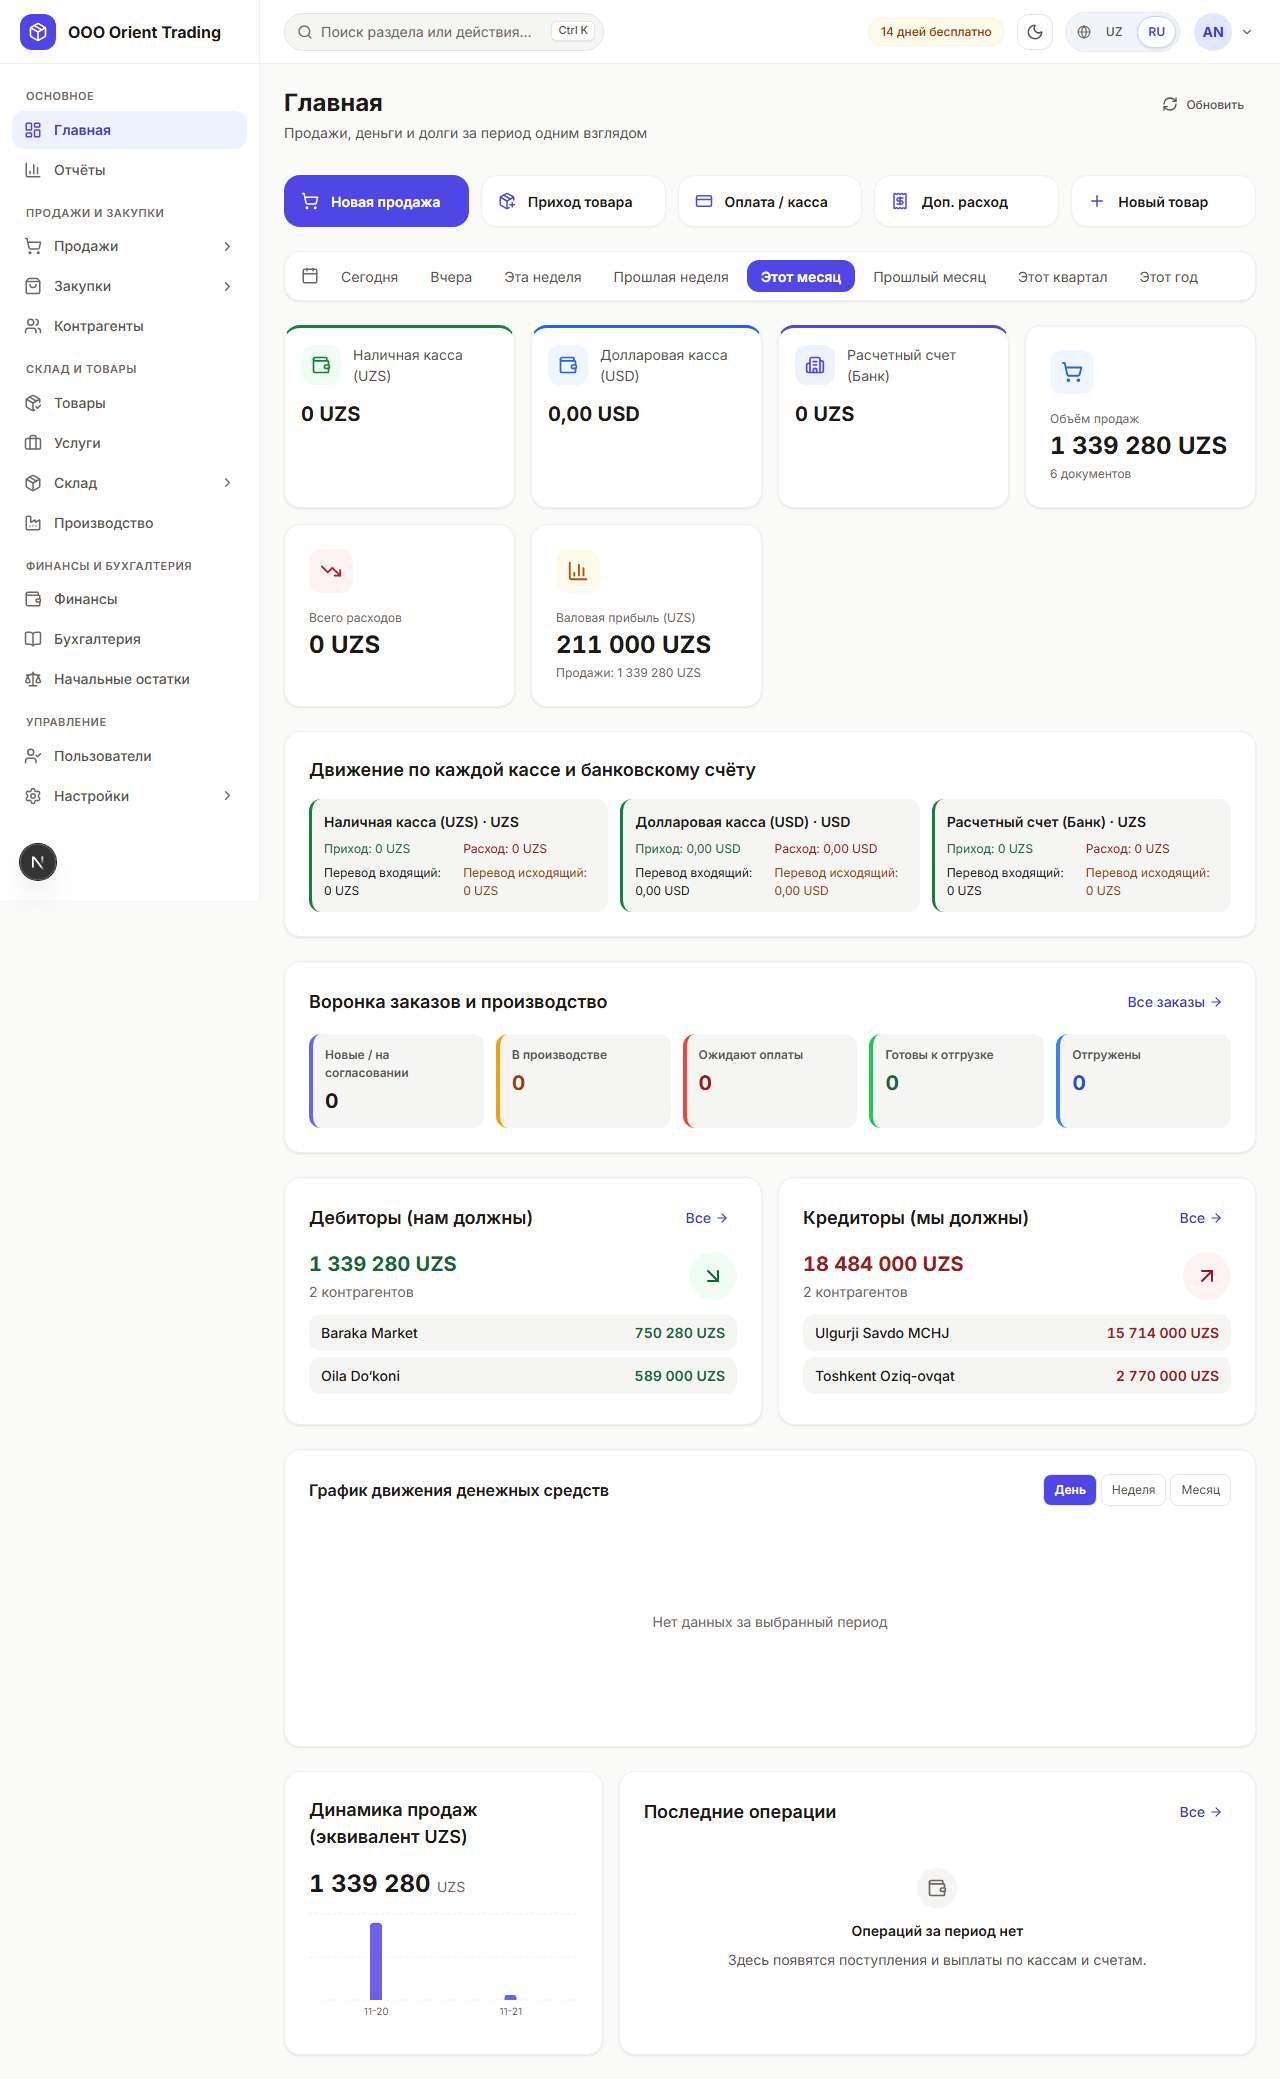 ООО Orient Trading
Поиск раздела или действия...
Ctrl K
14 дней бесплатно
UZ
RU
AN
ОСНОВНОЕ
Главная
Отчёты
ПРОДАЖИ И ЗАКУПКИ
Продажи
Закупки
Контрагенты
СКЛАД И ТОВАРЫ
Товары
Услуги
Склад
Производство
ФИНАНСЫ И БУХГАЛТЕРИЯ
Финансы
Бухгалтерия
Начальные остатки
УПРАВЛЕНИЕ
Пользователи
Настройки
N
Главная
Продажи, деньги и долги за период одним взглядом
Обновить
Новая продажа
Приход товара
Оплата / касса
Доп. расход
Новый товар
Сегодня
Вчера
Эта неделя
Прошлая неделя
Этот месяц
Прошлый месяц
Этот квартал
Этот год
Наличная касса
(UZS)
0 UZS
Долларовая касса
(USD)
0,00 USD
Расчетный счет
(Банк)
0 UZS
Объём продаж
1 339 280 UZS
6 документов
Всего расходов
0 UZS
Валовая прибыль (UZS)
211 000 UZS
Продажи: 1 339 280 UZS
Движение по каждой кассе и банковскому счёту
Наличная касса (UZS) · UZS
Приход: 0 UZS
Расход: 0 UZS
Перевод входящий:
0 UZS
Перевод исходящий:
0 UZS
Долларовая касса (USD) · USD
Приход: 0,00 USD
Расход: 0,00 USD
Перевод входящий:
0,00 USD
Перевод исходящий:
0,00 USD
Расчетный счет (Банк) · UZS
Приход: 0 UZS
Расход: 0 UZS
Перевод входящий:
0 UZS
Перевод исходящий:
0 UZS
Воронка заказов и производство
Все заказы →
Новые / на
согласовании
0
В производстве
0
Ожидают оплаты
0
Готовы к отгрузке
0
Отгружены
0
Дебиторы (нам должны)
Все →
1 339 280 UZS
2 контрагентов
Baraka Market
750 280 UZS
Oila Do‘koni
589 000 UZS
Кредиторы (мы должны)
Все →
18 484 000 UZS
2 контрагентов
Ulgurji Savdo MCHJ
15 714 000 UZS
Toshkent Oziq-ovqat
2 770 000 UZS
График движения денежных средств
День
Неделя
Месяц
Нет данных за выбранный период
Динамика продаж
(эквивалент UZS)
1 339 280 UZS
11-20
11-21
Последние операции
Все →
Операций за период нет
Здесь появятся поступления и выплаты по кассам и счетам.